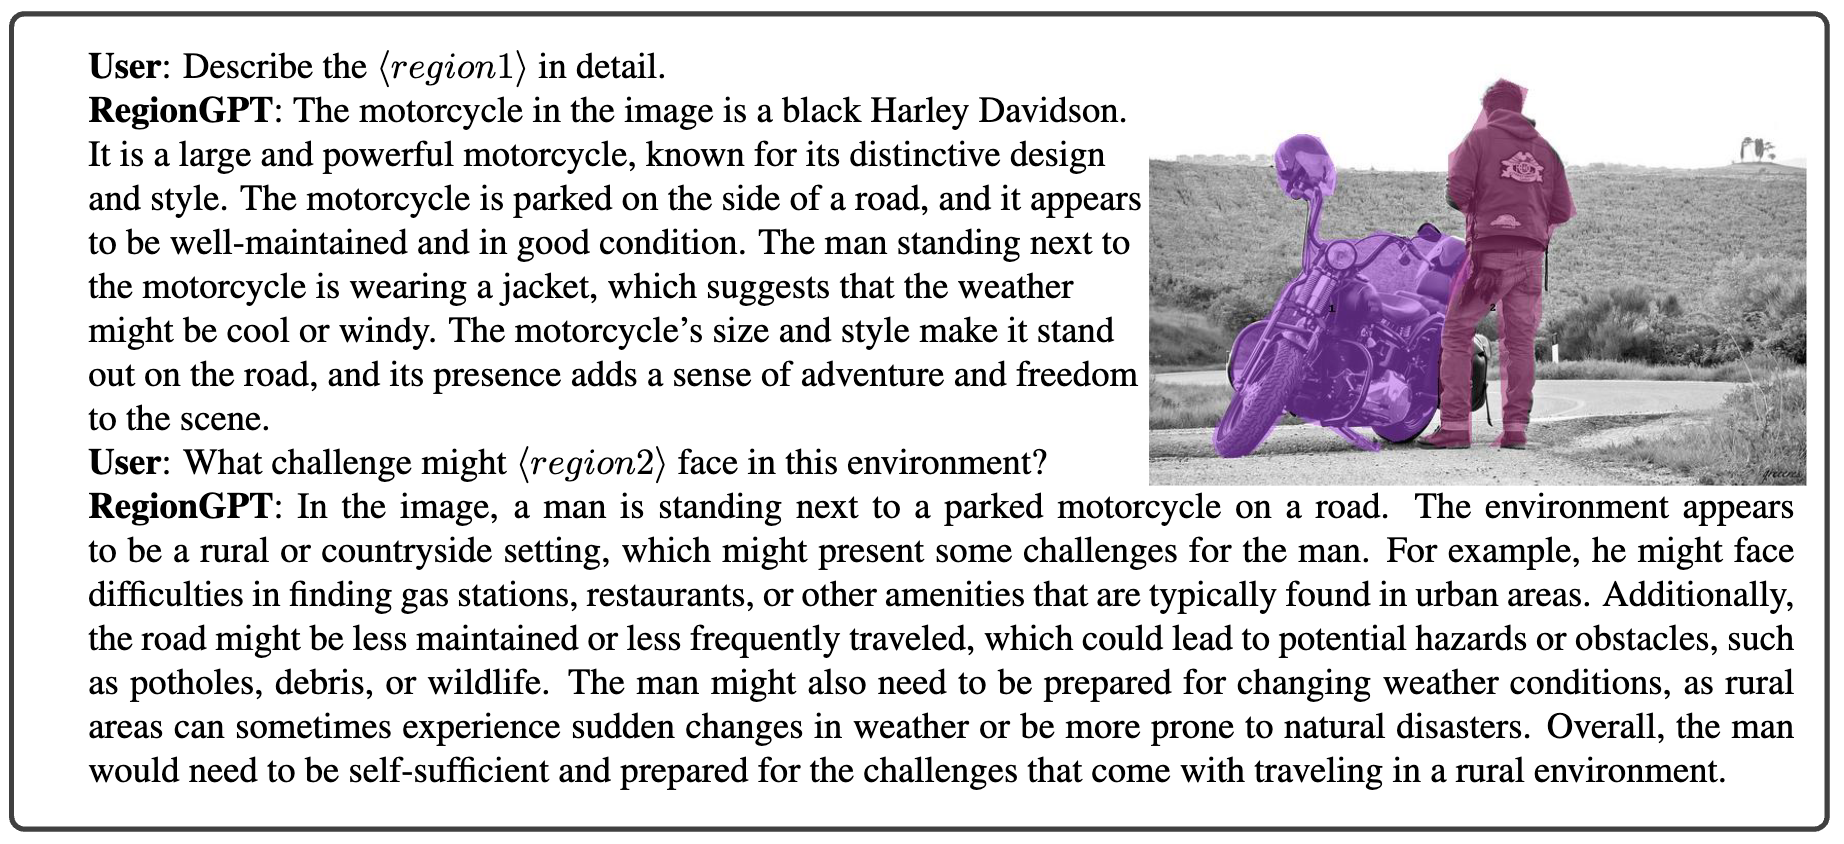 User: Describe the ⟨region1⟩ in detail.
RegionGPT: The motorcycle in the image is a black Harley Davidson.
It is a large and powerful motorcycle, known for its distinctive design
and style. The motorcycle is parked on the side of a road, and it appears
to be well-maintained and in good condition. The man standing next to
the motorcycle is wearing a jacket, which suggests that the weather
might be cool or windy. The motorcycle's size and style make it stand
out on the road, and its presence adds a sense of adventure and freedom
to the scene.
1
2
User: What challenge might ⟨region2⟩ face in this environment?
RegionGPT: In the image, a man is standing next to a parked motorcycle on a road. The environment appears
to be a rural or countryside setting, which might present some challenges for the man. For example, he might face
difficulties in finding gas stations, restaurants, or other amenities that are typically found in urban areas. Additionally,
the road might be less maintained or less frequently traveled, which could lead to potential hazards or obstacles, such
as potholes, debris, or wildlife. The man might also need to be prepared for changing weather conditions, as rural
areas can sometimes experience sudden changes in weather or be more prone to natural disasters. Overall, the man
would need to be self-sufficient and prepared for the challenges that come with traveling in a rural environment.